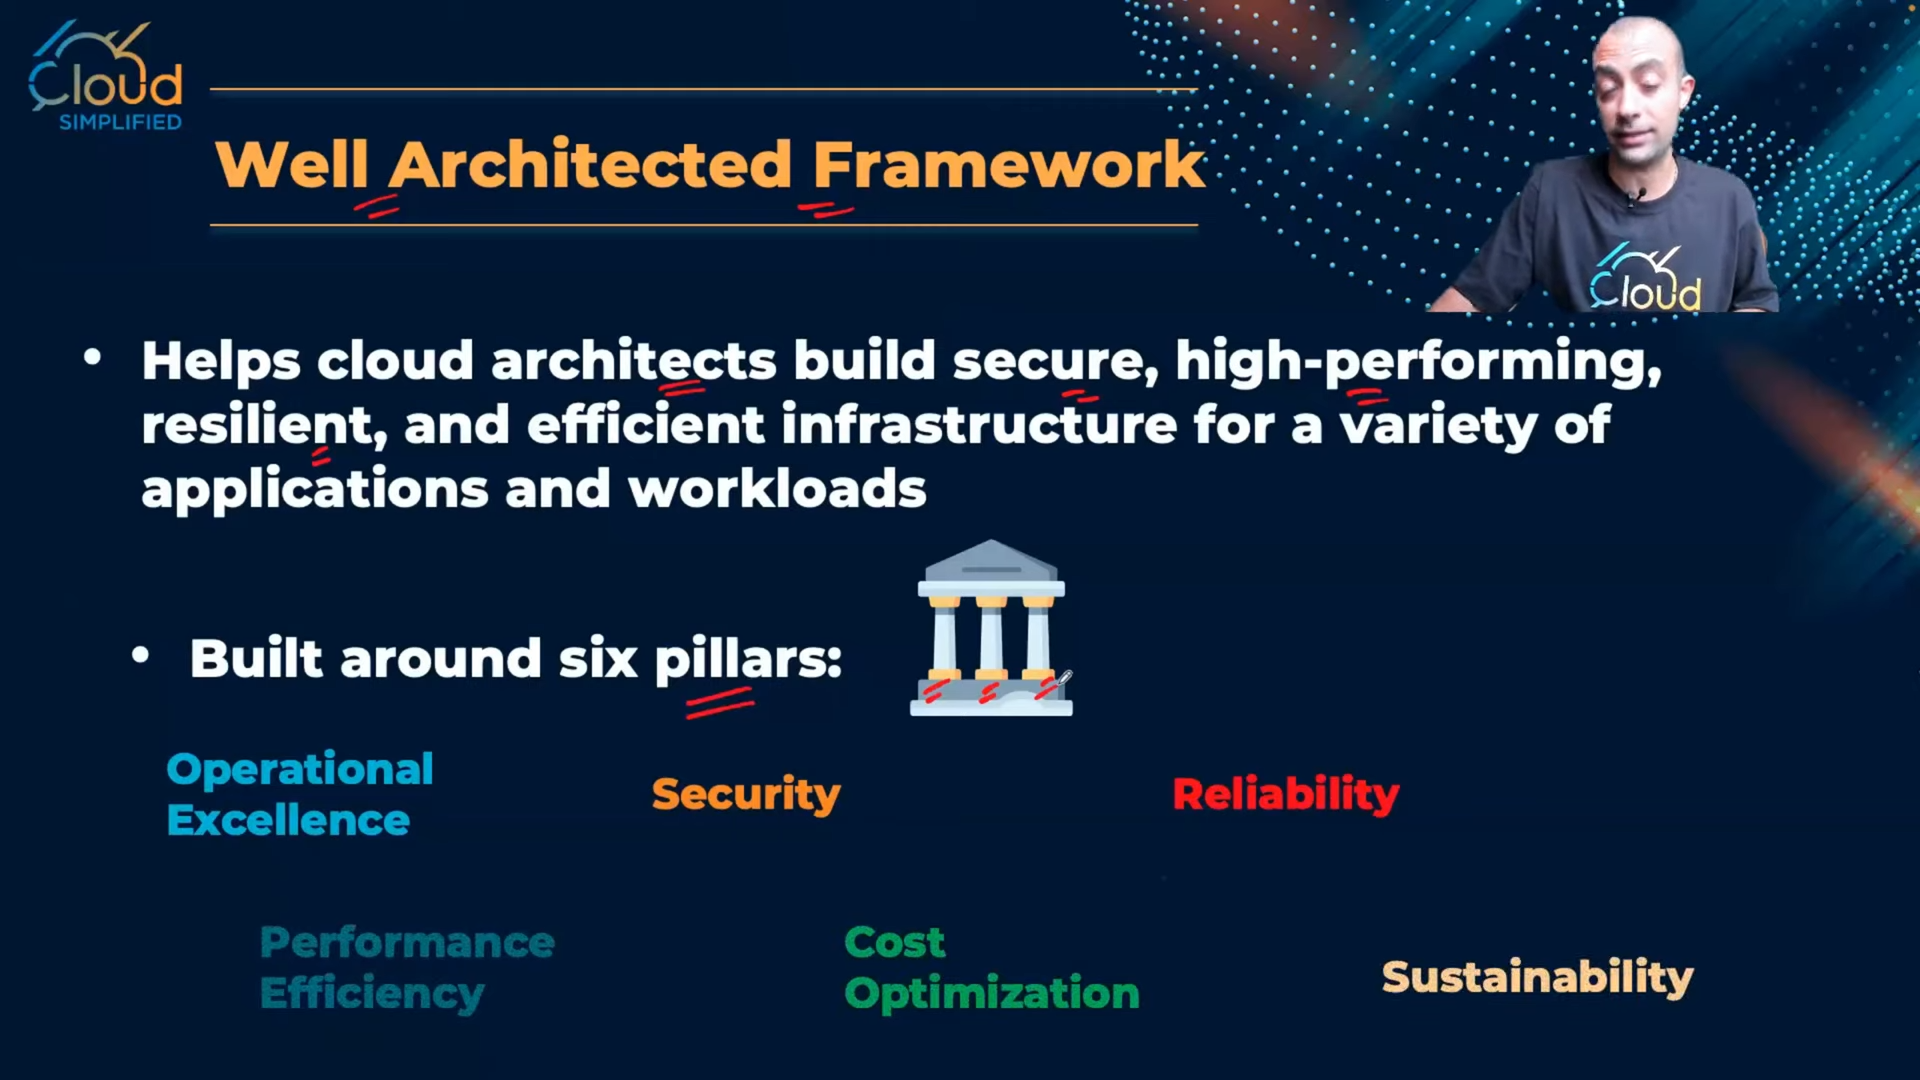 Cloud
SIMPLIFIED
Well Architected Framework
Cloud
• Helps cloud architects build secure, high-performing,
resilient, and efficient infrastructure for a variety of
applications and workloads
• Built around six pillars:
Operational
Excellence
Security
Reliability
Performance
Efficiency
Cost
Optimization
Sustainability